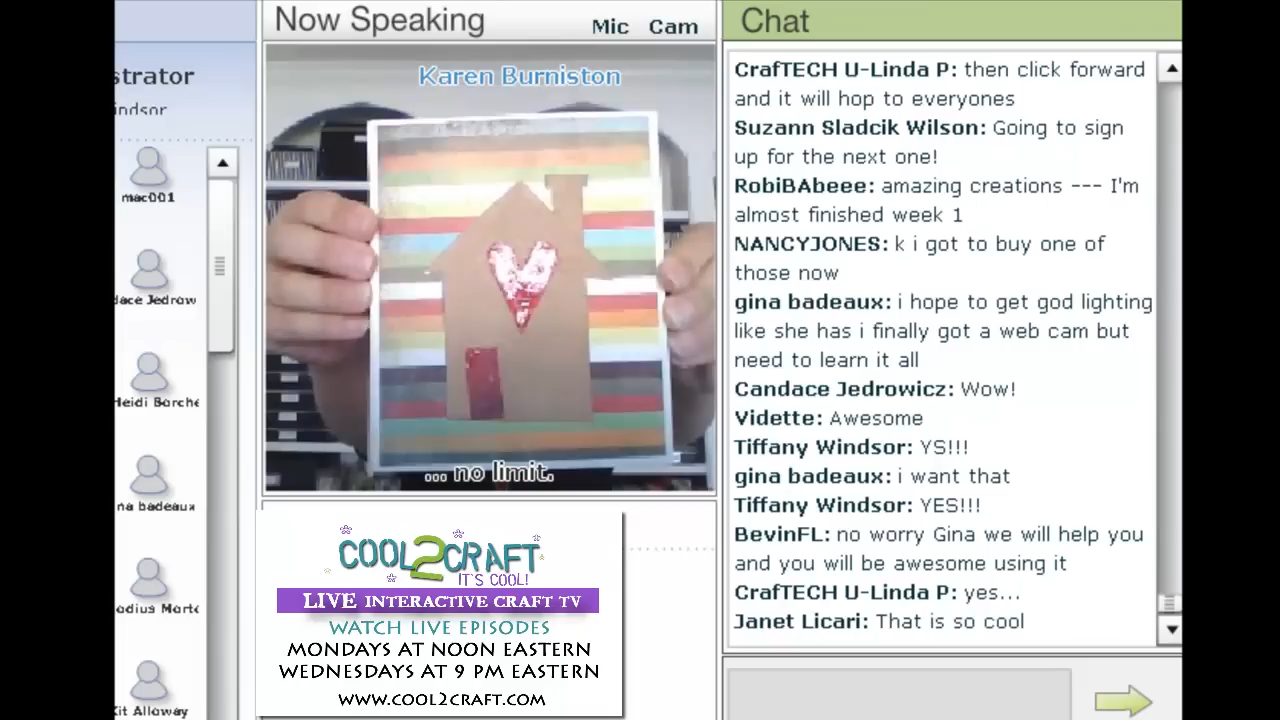 Now Speaking
Mic Cam
Chat
strator
indsor
mac001
dace Jedrow
Heidi Borche
na badeaux
adius Marte
Kit Alloway
Karen Burniston
... no limit.
COOL2CRAFT
IT'S COOL!
LIVE INTERACTIVE CRAFT TV
WATCH LIVE EPISODES
MONDAYS AT NOON EASTERN
WEDNESDAYS AT 9 PM EASTERN
WWW.COOL2CRAFT.COM
CrafTECH U-Linda P: then click forward
and it will hop to everyones
Suzann Sladcik Wilson: Going to sign
up for the next one!
RobiBAbeee: amazing creations --- I'm
almost finished week 1
NANCYJONES: k i got to buy one of
those now
gina badeaux: i hope to get god lighting
like she has i finally got a web cam but
need to learn it all
Candace Jedrowicz: Wow!
Vidette: Awesome
Tiffany Windsor: YS!!!
gina badeaux: i want that
Tiffany Windsor: YES!!!
BevinFL: no worry Gina we will help you
and you will be awesome using it
CrafTECH U-Linda P: yes...
Janet Licari: That is so cool